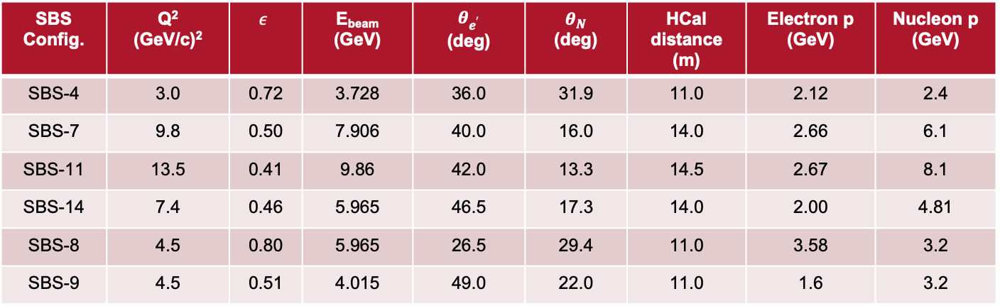 SBS Config. Q² (GeV/c)² ϵ E_beam (GeV) θ_e′ (deg) θ_N (deg) HCal distance (m) Electron p (GeV) Nucleon p (GeV)
SBS-4 3.0 0.72 3.728 36.0 31.9 11.0 2.12 2.4
SBS-7 9.8 0.50 7.906 40.0 16.0 14.0 2.66 6.1
SBS-11 13.5 0.41 9.86 42.0 13.3 14.5 2.67 8.1
SBS-14 7.4 0.46 5.965 46.5 17.3 14.0 2.00 4.81
SBS-8 4.5 0.80 5.965 26.5 29.4 11.0 3.58 3.2
SBS-9 4.5 0.51 4.015 49.0 22.0 11.0 1.6 3.2